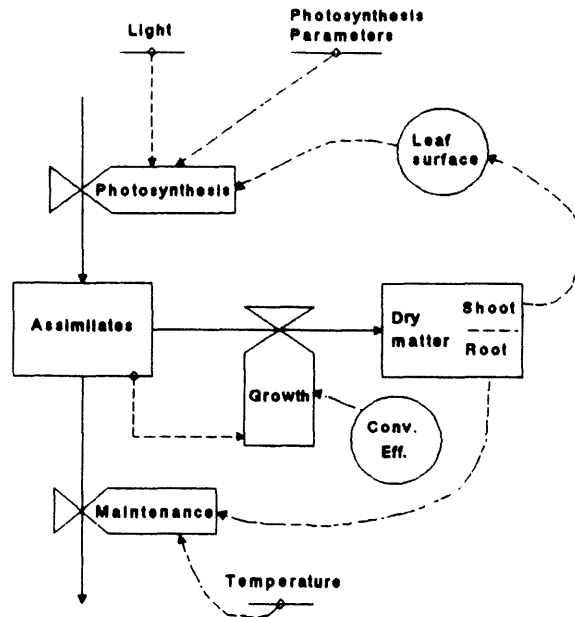 Light
Photosynthesis
Parameters
Leaf
surface
Photosynthesis
Assimilates
Dry
matter
Shoot
Root
Growth
Conv.
Eff.
Maintenance
Temperature